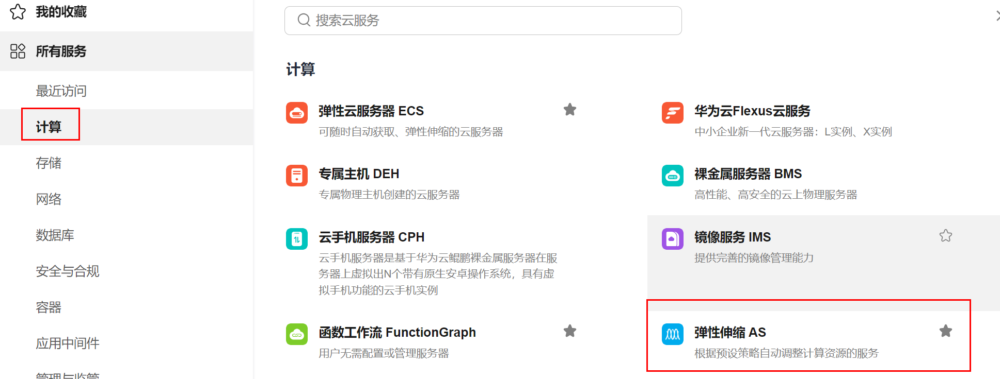 我的收藏
所有服务
最近访问
计算
存储
网络
数据库
安全与合规
容器
应用中间件
管理与监管
搜索云服务
计算
弹性云服务器 ECS
可随时自动获取、弹性伸缩的云服务器
华为云Flexus云服务
中小企业新一代云服务器：L实例、X实例
专属主机 DEH
专属物理主机创建的云服务器
裸金属服务器 BMS
高性能、高安全的云上物理服务器
云手机服务器 CPH
云手机服务器是基于华为云鲲鹏裸金属服务器在服
务器上虚拟出N个带有原生安卓操作系统，具有虚
拟手机功能的云手机实例
镜像服务 IMS
提供完善的镜像管理能力
函数工作流 FunctionGraph
用户无需配置或管理服务器
弹性伸缩 AS
根据预设策略自动调整计算资源的服务